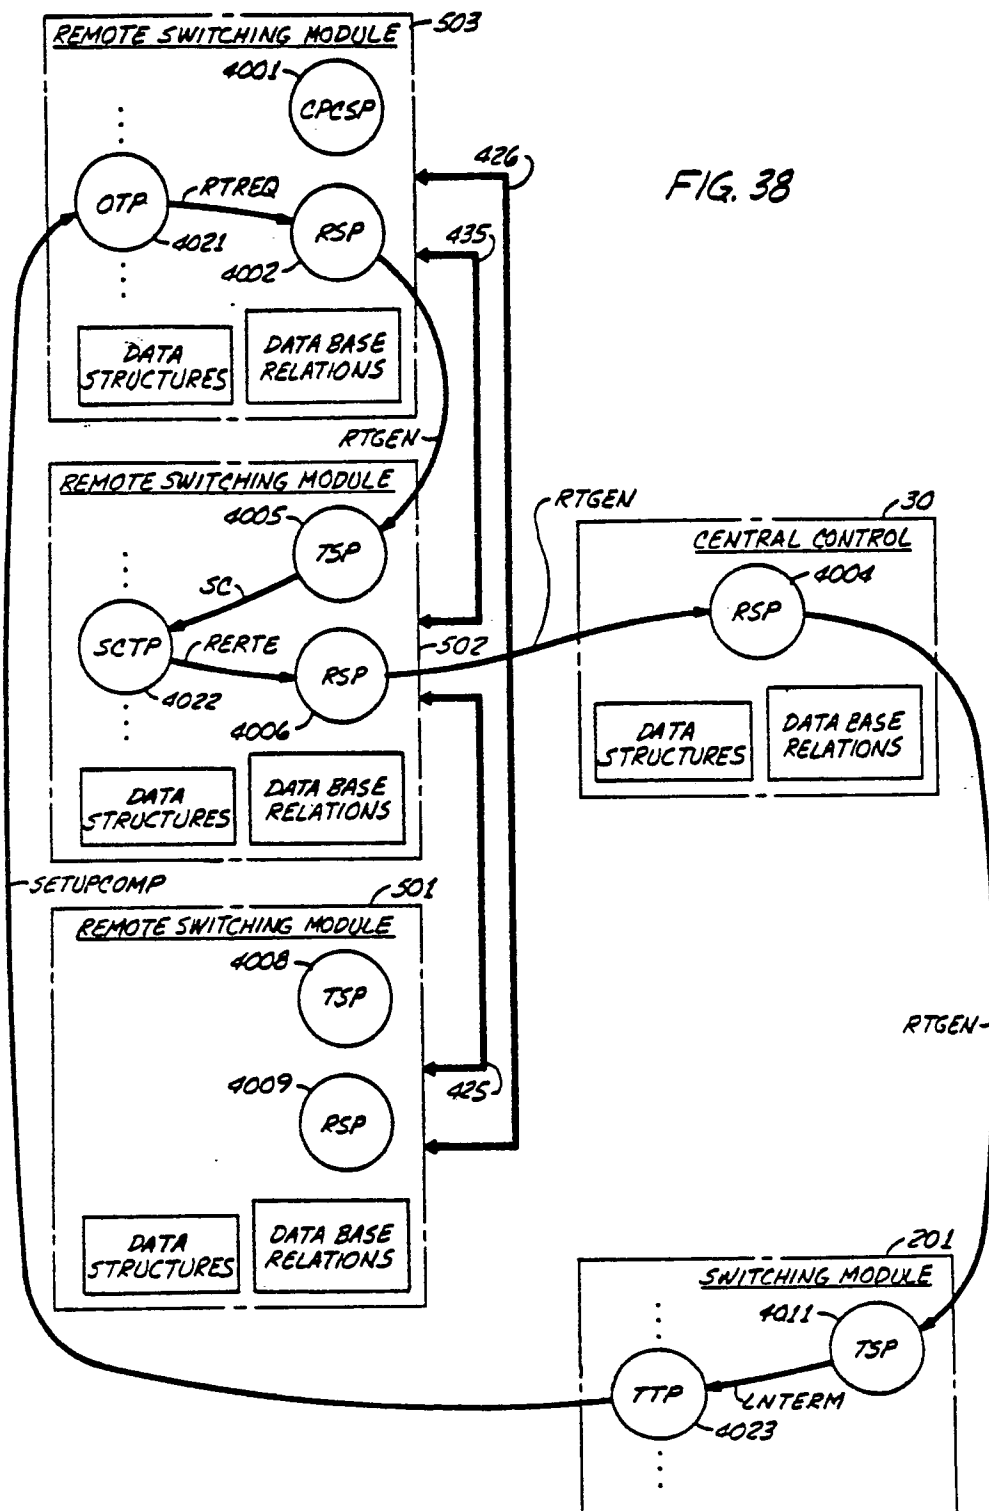 REMOTE SWITCHING MODULE
503
4001
CPCSP
426
FIG. 38
OTP
RTREQ
4021
RSP
4002
435
DATA
STRUCTURES
DATA BASE
RELATIONS
RTGEN
REMOTE SWITCHING MODULE
4005
TSP
SC
SCTP
RERTE
4022
RSP
4006
502
DATA
STRUCTURES
DATA BASE
RELATIONS
RTGEN
30
CENTRAL CONTROL
4004
RSP
DATA
STRUCTURES
DATA BASE
RELATIONS
SETUPCOMP
501
REMOTE SWITCHING MODULE
4008
TSP
4009
RSP
425
DATA
STRUCTURES
DATA BASE
RELATIONS
RTGEN
201
SWITCHING MODULE
4011
TSP
TTP
LNTERM
4023